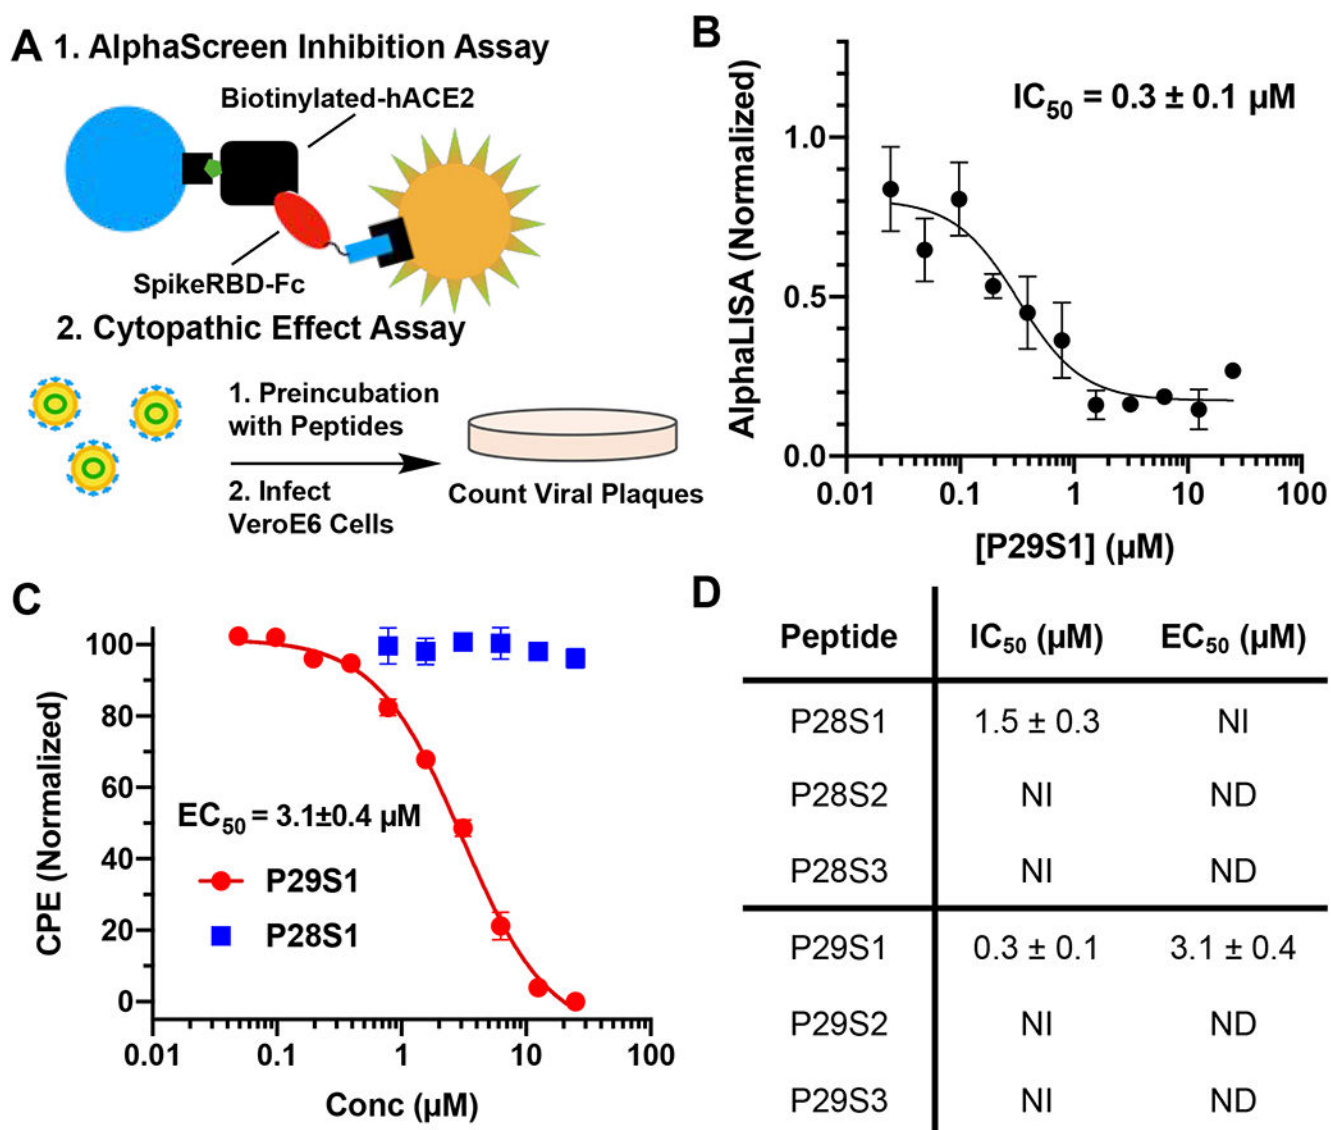 A 1. AlphaScreen Inhibition Assay
Biotinylated-hACE2
SpikeRBD-Fc
2. Cytopathic Effect Assay
1. Preincubation
with Peptides
2. Infect
VeroE6 Cells
Count Viral Plaques
B
IC50 = 0.3 ± 0.1 µM
AlphaLISA (Normalized)
1.0
0.5
0.0
0.01 0.1 1 10 100
[P29S1] (µM)
C
CPE (Normalized)
100
80
60
40
20
0
EC50 = 3.1±0.4 µM
P29S1
P28S1
0.01 0.1 1 10 100
Conc (µM)
D
Peptide IC50 (µM) EC50 (µM)
P28S1 1.5 ± 0.3 NI
P28S2 NI ND
P28S3 NI ND
P29S1 0.3 ± 0.1 3.1 ± 0.4
P29S2 NI ND
P29S3 NI ND